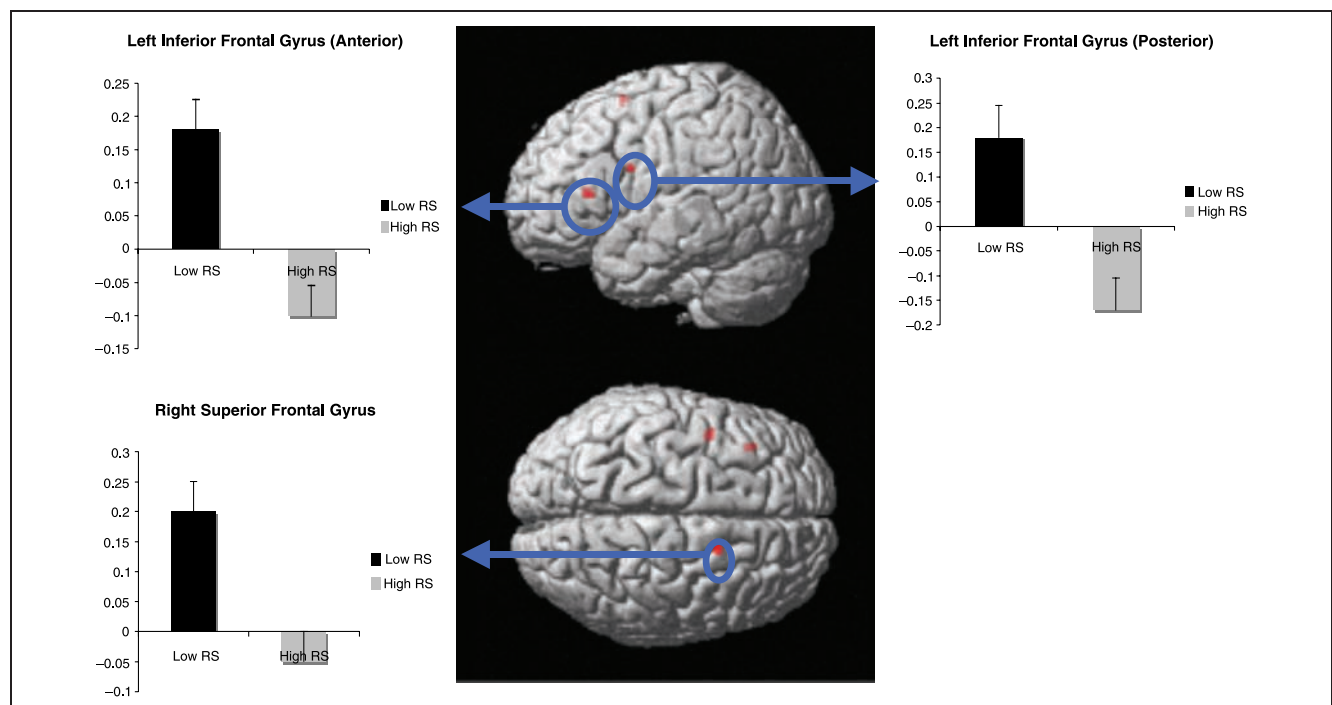 Left Inferior Frontal Gyrus (Anterior)
0.25
0.2
0.15
0.1
0.05
0
−0.05
−0.1
−0.15
Low RS
High RS
Low RS
High RS
Left Inferior Frontal Gyrus (Posterior)
0.3
0.25
0.2
0.15
0.1
0.05
0
−0.05
−0.1
−0.15
−0.2
Low RS
High RS
Low RS
High RS
Right Superior Frontal Gyrus
0.3
0.25
0.2
0.15
0.1
0.05
0
−0.05
−0.1
Low RS
High RS
Low RS
High RS